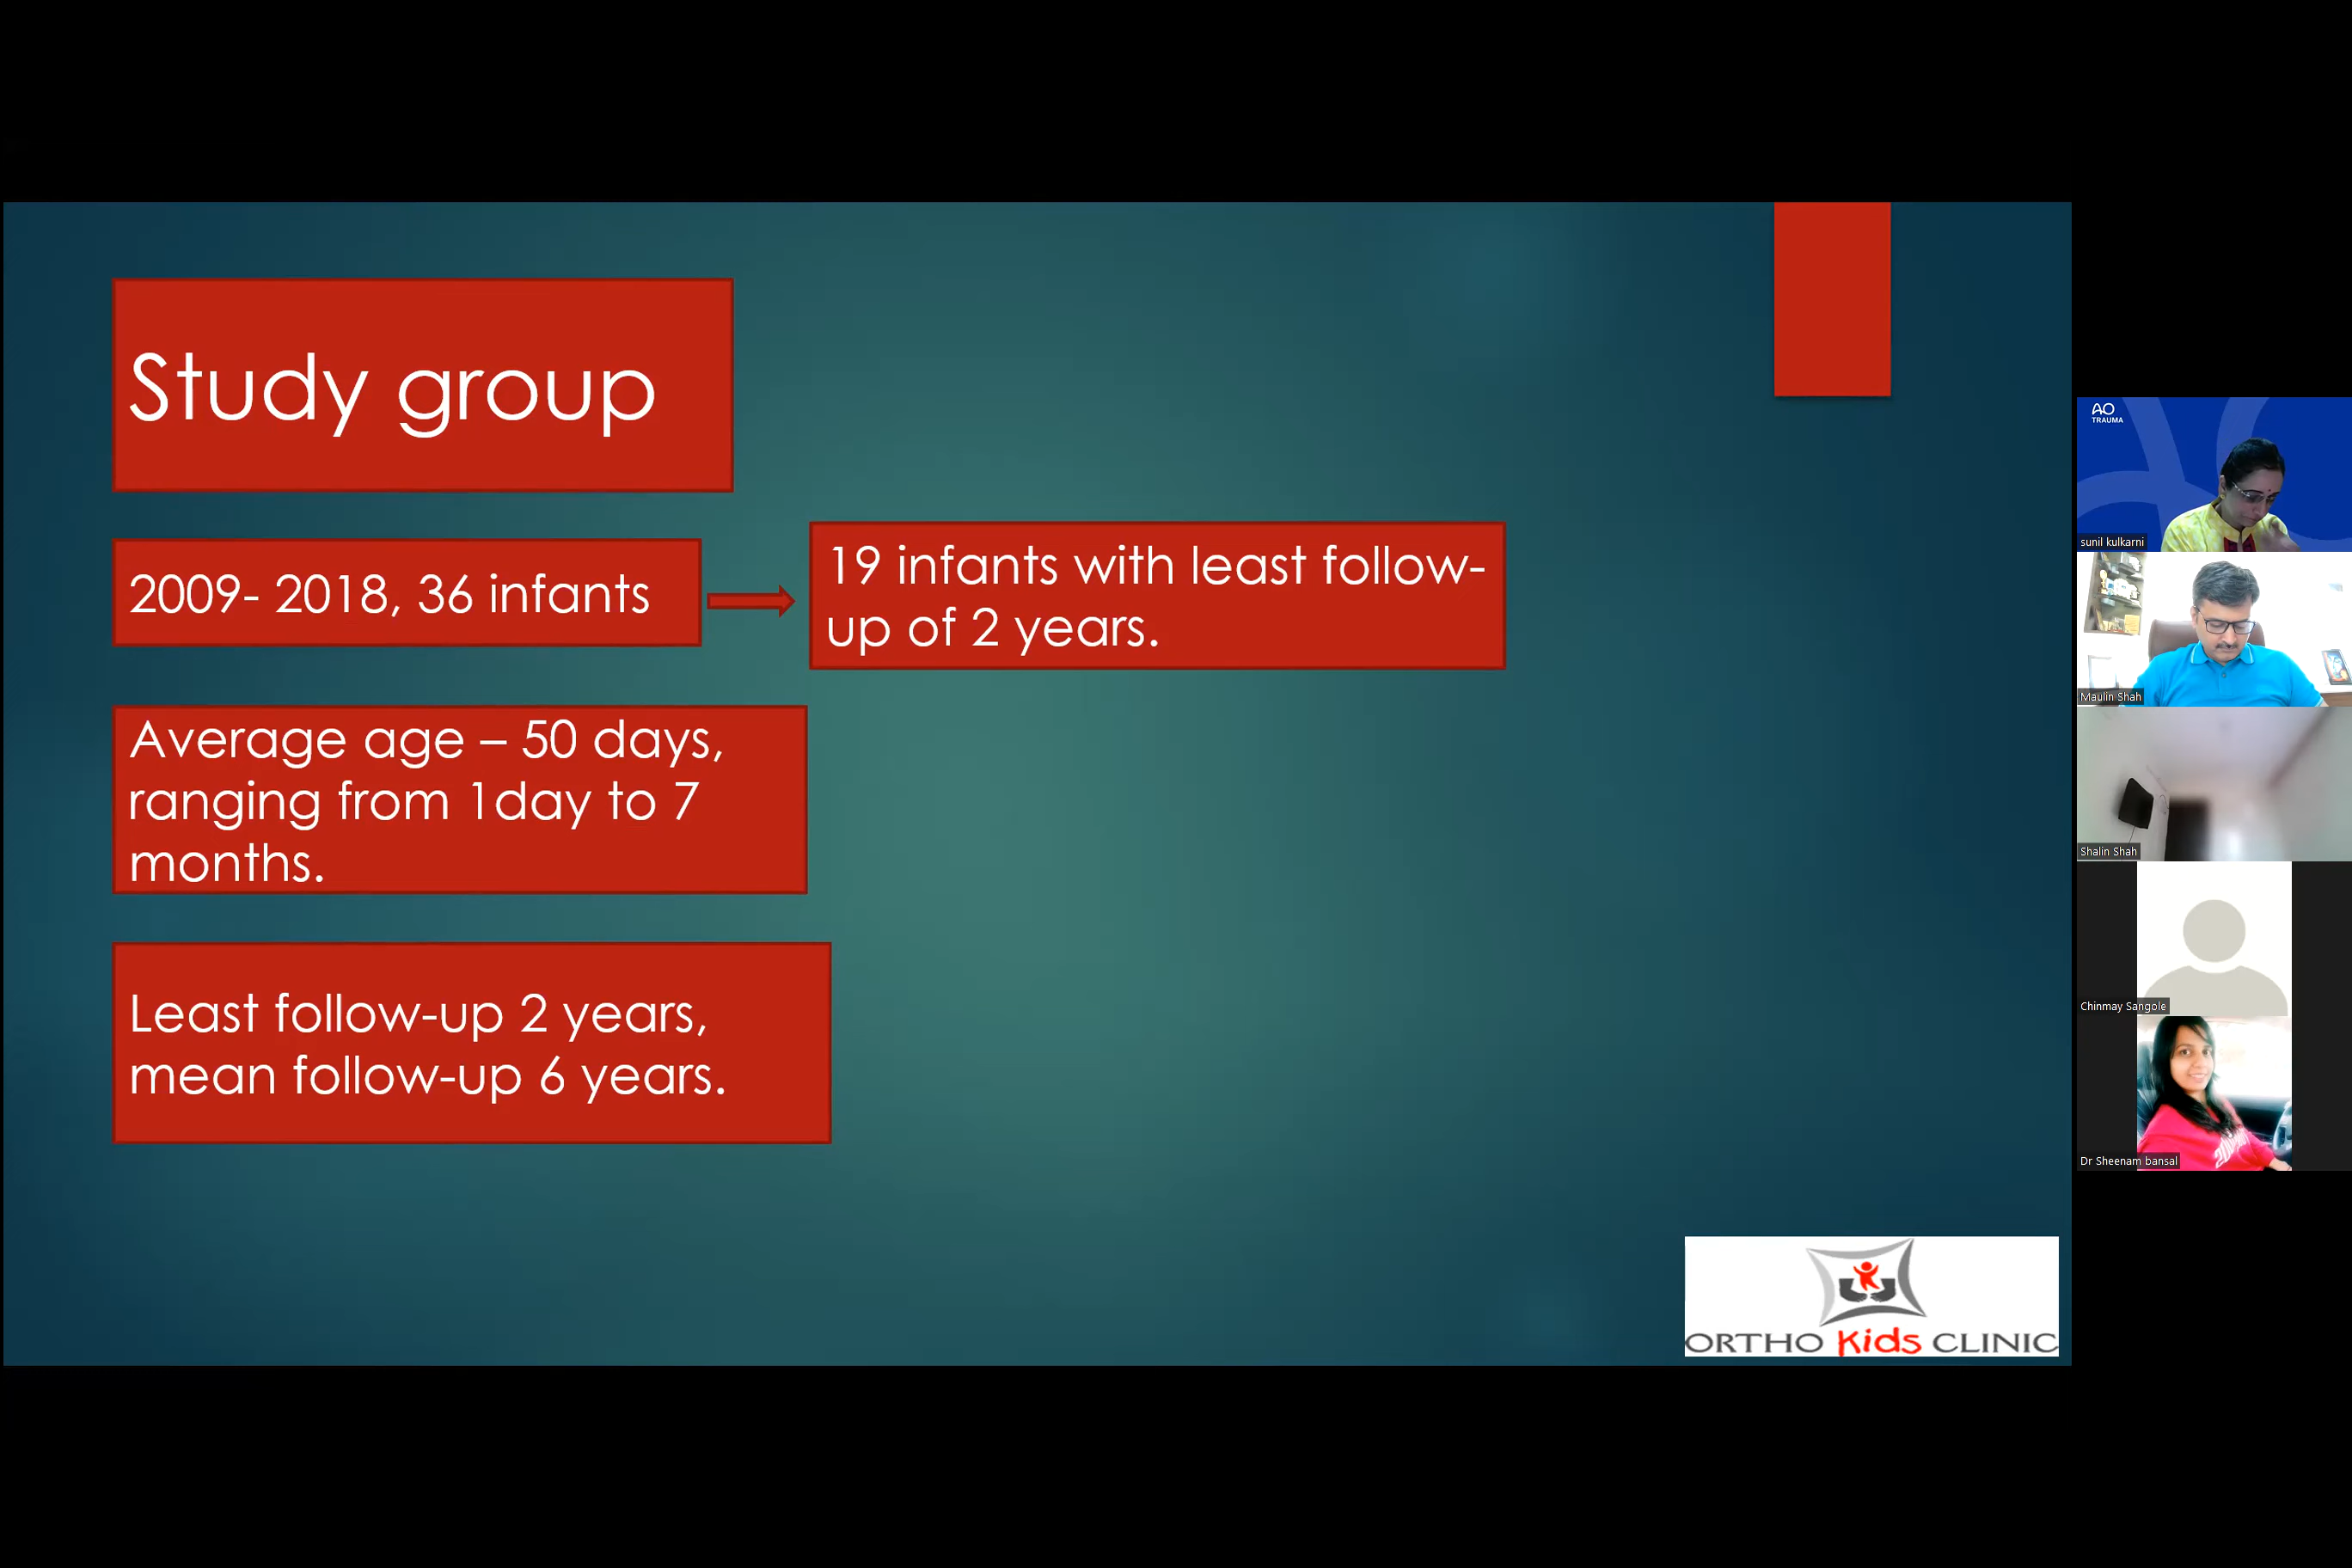 Study group
2009- 2018, 36 infants
19 infants with least follow-
up of 2 years.
Average age – 50 days,
ranging from 1day to 7
months.
Least follow-up 2 years,
mean follow-up 6 years.
ORTHO Kids CLINIC
AO
TRAUMA
sunil kulkarni
Maulin Shah
Shalin Shah
Chinmay Sangole
Dr Sheenam bansal